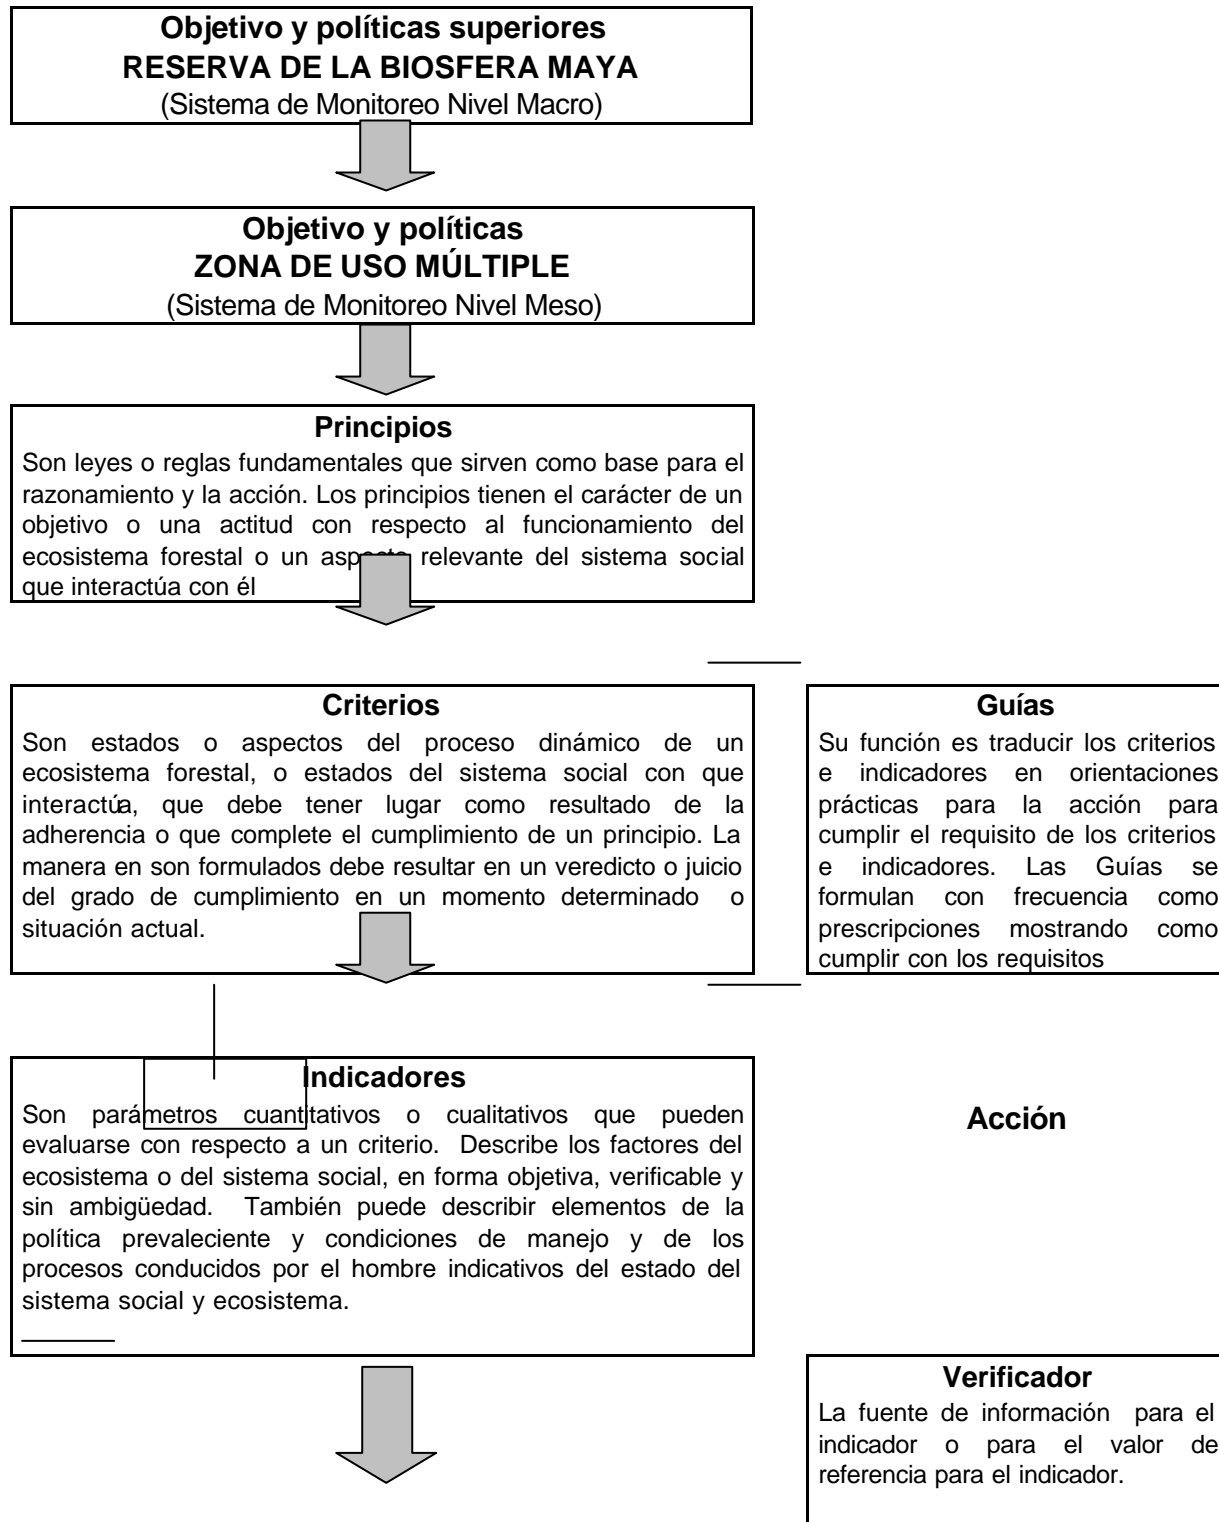 Objetivo y políticas superiores
RESERVA DE LA BIOSFERA MAYA
(Sistema de Monitoreo Nivel Macro)
Objetivo y políticas
ZONA DE USO MÚLTIPLE
(Sistema de Monitoreo Nivel Meso)
Principios
Son leyes o reglas fundamentales que sirven como base para el
razonamiento y la acción. Los principios tienen el carácter de un
objetivo o una actitud con respecto al funcionamiento del
ecosistema forestal o un aspecto relevante del sistema social
que interactúa con él
Criterios
Son estados o aspectos del proceso dinámico de un
ecosistema forestal, o estados del sistema social con que
interactúa, que debe tener lugar como resultado de la
adherencia o que complete el cumplimiento de un principio. La
manera en son formulados debe resultar en un veredicto o juicio
del grado de cumplimiento en un momento determinado o
situación actual.
Guías
Su función es traducir los criterios
e indicadores en orientaciones
prácticas para la acción para
cumplir el requisito de los criterios
e indicadores. Las Guías se
formulan con frecuencia como
prescripciones mostrando como
cumplir con los requisitos
Indicadores
Son parámetros cuantitativos o cualitativos que pueden
evaluarse con respecto a un criterio. Describe los factores del
ecosistema o del sistema social, en forma objetiva, verificable y
sin ambigüedad. También puede describir elementos de la
política prevaleciente y condiciones de manejo y de los
procesos conducidos por el hombre indicativos del estado del
sistema social y ecosistema.
Acción
Verificador
La fuente de información para el
indicador o para el valor de
referencia para el indicador.